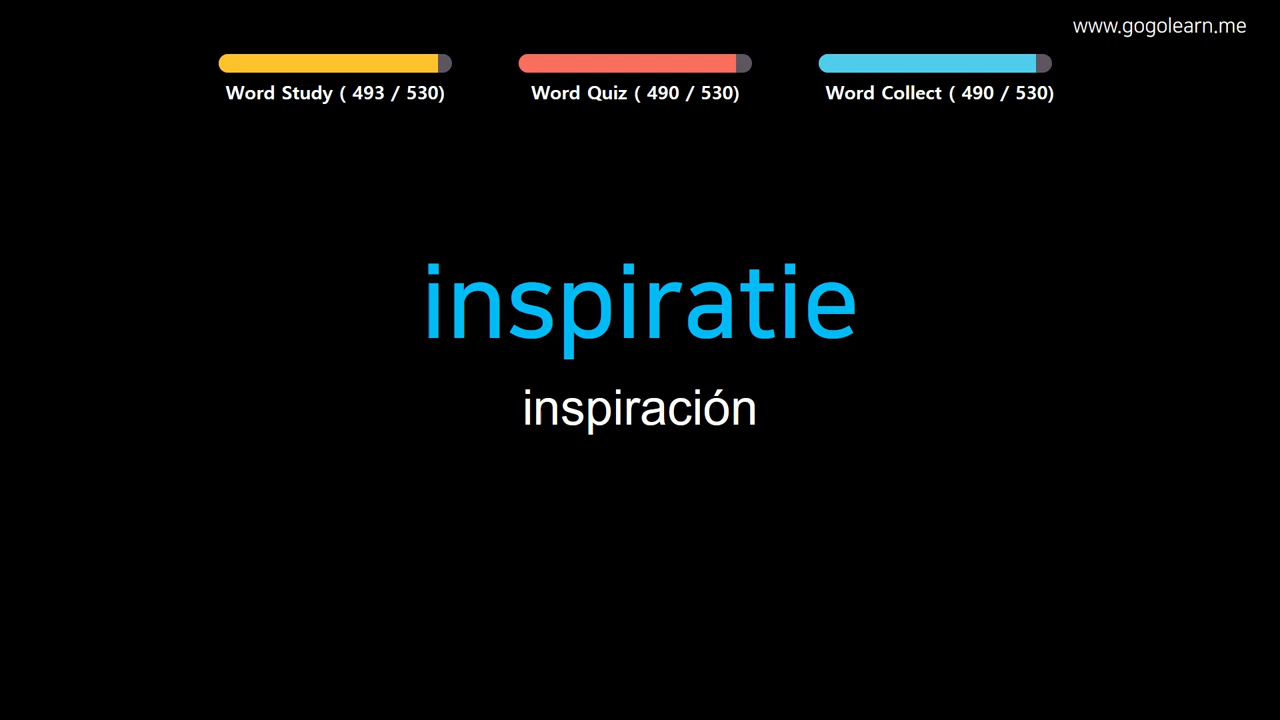 www.gogolearn.me
Word Study ( 493 / 530) Word Quiz ( 490 / 530) Word Collect ( 490 / 530)
inspiratie
inspiración